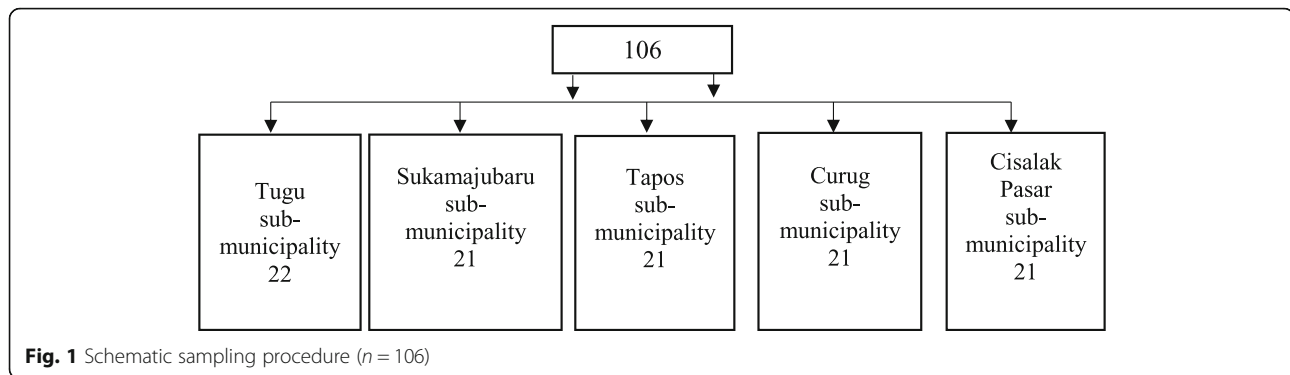 106
Tugu
sub-
municipality
22
Sukamajubaru
sub-
municipality
21
Tapos
sub-
municipality
21
Curug
sub-
municipality
21
Cisalak
Pasar
sub-
municipality
21
Fig. 1 Schematic sampling procedure (n = 106)